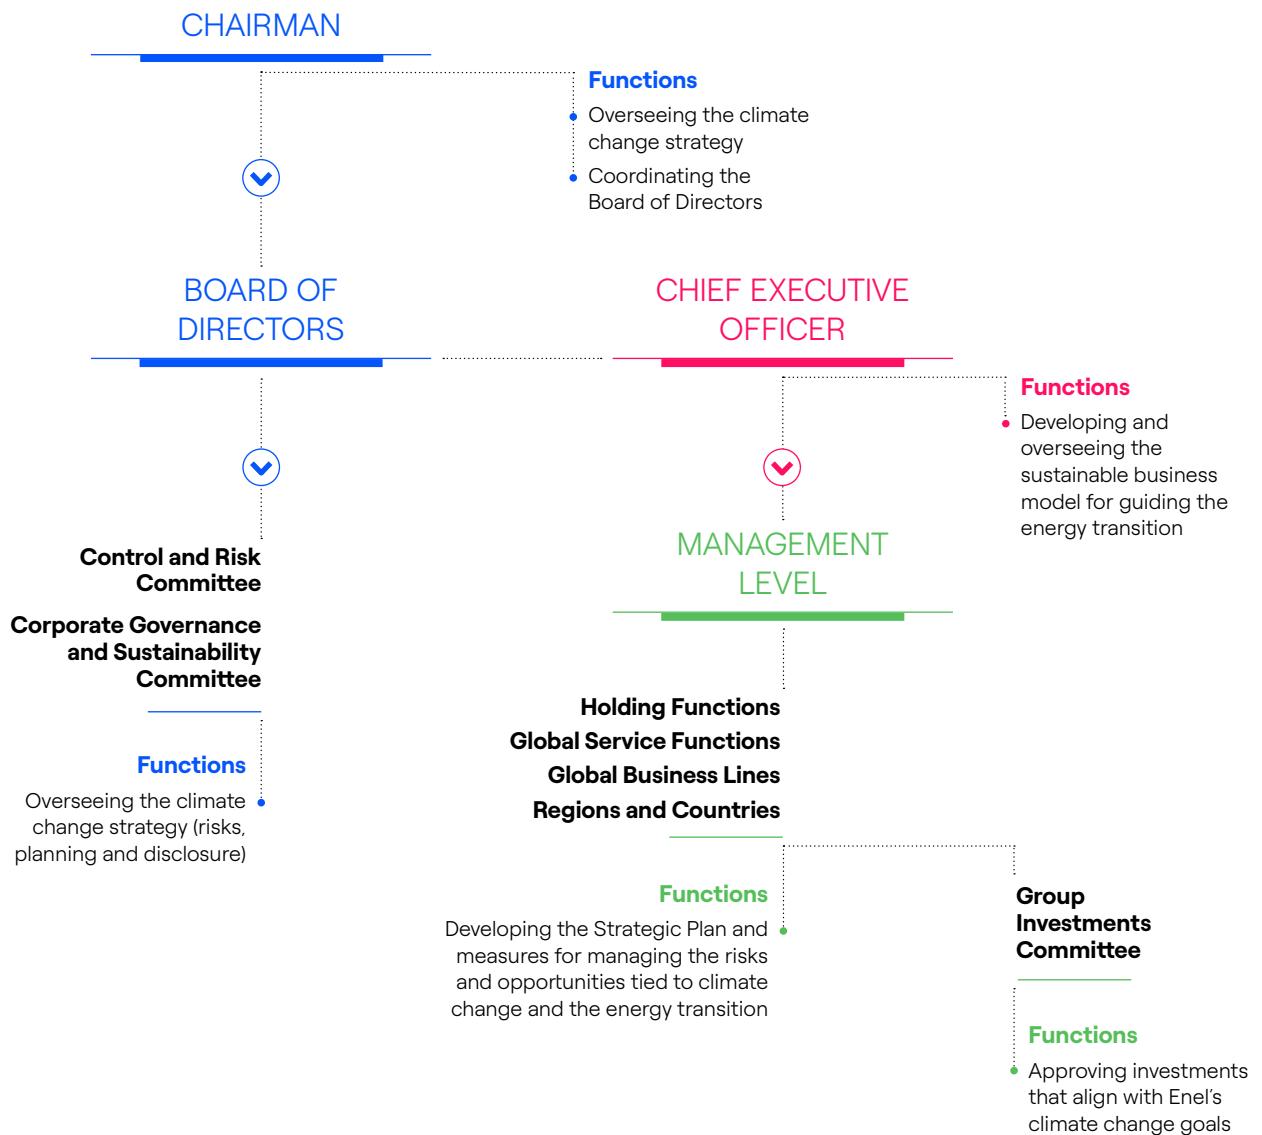 CHAIRMAN
Functions
Overseeing the climate
change strategy
Coordinating the
Board of Directors
BOARD OF
DIRECTORS
CHIEF EXECUTIVE
OFFICER
Functions
Developing and
overseeing the
sustainable business
model for guiding the
energy transition
Control and Risk
Committee
Corporate Governance
and Sustainability
Committee
Functions
Overseeing the climate
change strategy (risks,
planning and disclosure)
MANAGEMENT
LEVEL
Holding Functions
Global Service Functions
Global Business Lines
Regions and Countries
Functions
Developing the Strategic Plan and
measures for managing the risks
and opportunities tied to climate
change and the energy transition
Group
Investments
Committee
Functions
Approving investments
that align with Enel’s
climate change goals